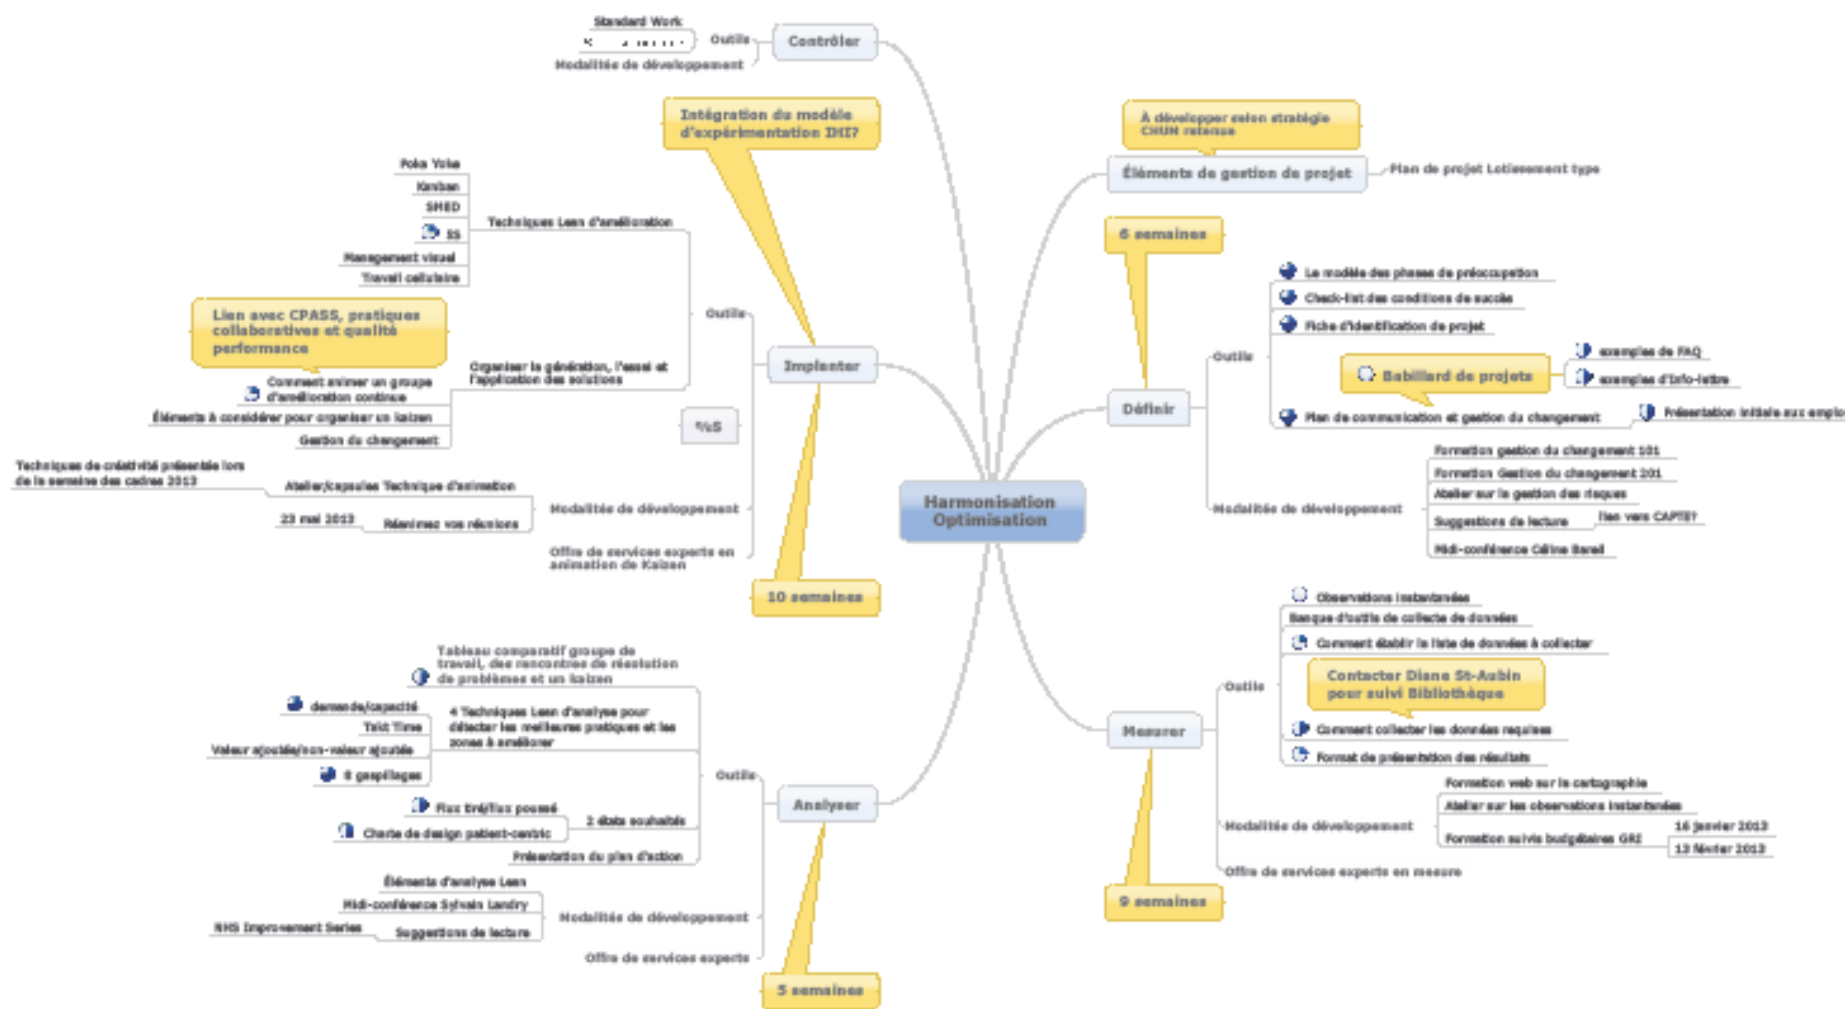 Standard Work
Outils
Contrôler
Modalités de développement
Intégration du modèle
d'expérimentation IHI?
Poka Yoke
Kanban
SMED
5S
Management visuel
Travail cellulaire
Techniques Lean d'amélioration
Outils
Lien avec CPASS, pratiques
collaboratives et qualité
performance
Comment animer un groupe
d'amélioration continue
Éléments à considérer pour organiser un kaizen
Gestion du changement
Organiser la génération, l'essai et
l'application des solutions
Implanter
Techniques de créativité présentée lors
de la semaine des cadres 2013
Atelier/capsules Technique d'animation
23 mai 2013
Réanimez vos réunions
Modalités de développement
Offre de services experts en
animation de Kaizen
10 semaines
Harmonisation
Optimisation
Tableau comparatif groupe de
travail, des rencontres de résolution
de problèmes et un kaizen
demande/capacité
Takt Time
Valeur ajoutée/non-valeur ajoutée
8 gaspillages
4 Techniques Lean d'analyse pour
détecter les meilleures pratiques et les
zones à améliorer
Outils
Flux tiré/flux poussé
Charte de design patient-centric
2 états souhaités
Présentation du plan d'action
Analyser
Éléments d'analyse Lean
Midi-conférence Sylvain Landry
NHS Improvement Series
Suggestions de lecture
Modalités de développement
Offre de services experts
5 semaines
À développer selon stratégie
CHUM retenue
Éléments de gestion de projet
Plan de projet Lotissement type
6 semaines
Définir
Outils
Le modèle des phases de préoccupation
Check-list des conditions de succès
Fiche d'identification de projet
Babillard de projets
exemples de FAQ
exemples d'Info-lettre
Plan de communication et gestion du changement
Présentation initiale aux emplo
Modalités de développement
Formation gestion du changement 101
Formation Gestion du changement 201
Atelier sur la gestion des risques
Suggestions de lecture
lien vers CAPTE?
Midi-conférence Céline Bareil
Mesurer
Outils
Observations instantanées
Banque d'outils de collecte de données
Comment établir la liste de données à collecter
Contacter Diane St-Aubin
pour suivi Bibliothèque
Comment collecter les données requises
Format de présentation des résultats
Modalités de développement
Formation web sur la cartographie
Atelier sur les observations instantanées
Formation suivis budgétaires GRI
16 janvier 2013
13 février 2013
Offre de services experts en mesure
9 semaines